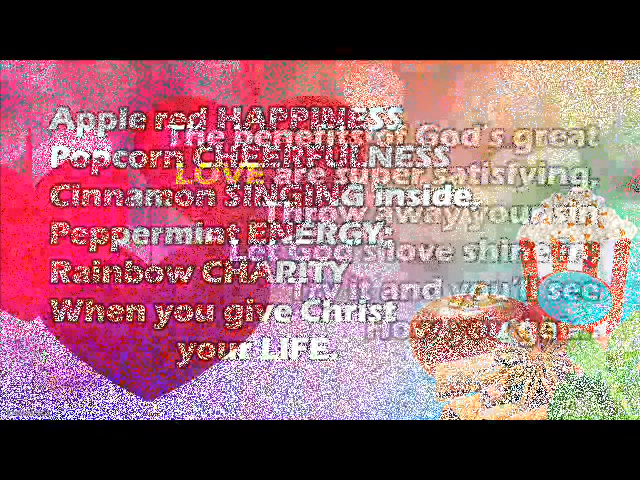 Apple red HAPPINESS
Popcorn CHEERFULNESS
Cinnamon SINGING inside.
Peppermint ENERGY,
Rainbow CHARITY
When you give Christ
your LIFE.
The benefits of God's great
LOVE are super satisfying,
Throw away your sin
Let God's love shine in
Try it and you'll see
How you